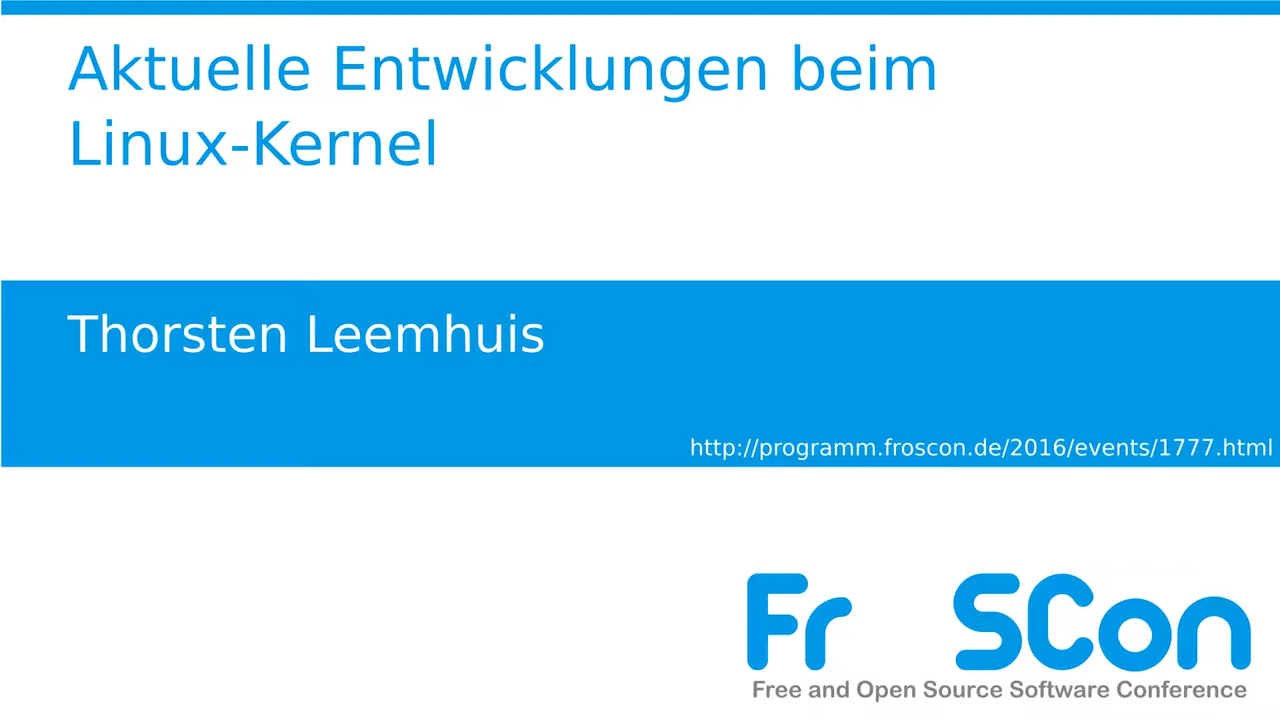 Aktuelle Entwicklungen beim
Linux-Kernel
Thorsten Leemhuis
http://programm.froscon.de/2016/events/1777.html
Fr SCon
Free and Open Source Software Conference